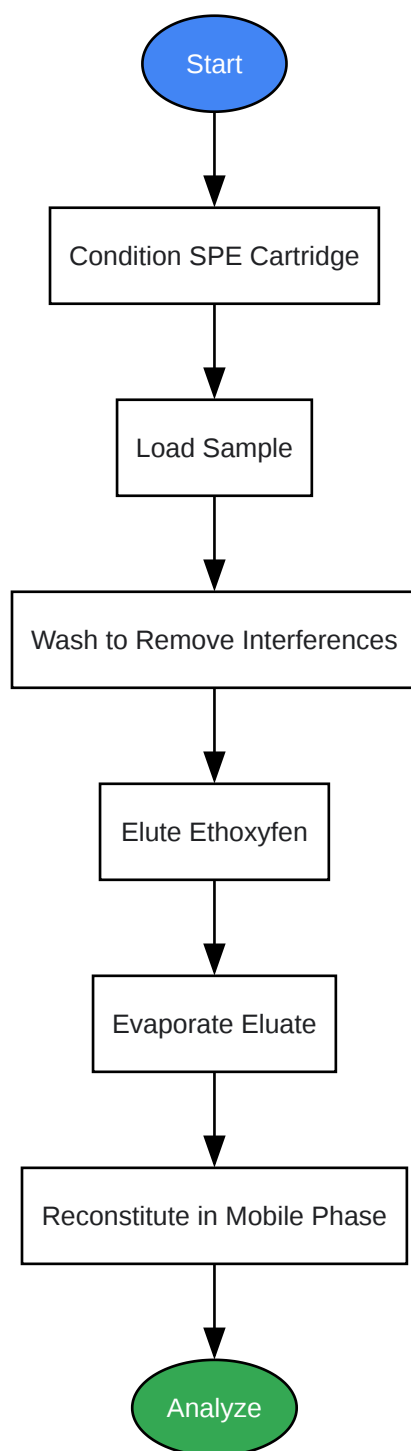 Start
Condition SPE Cartridge
Load Sample
Wash to Remove Interferences
Elute Ethoxyfen
Evaporate Eluate
Reconstitute in Mobile Phase
Analyze